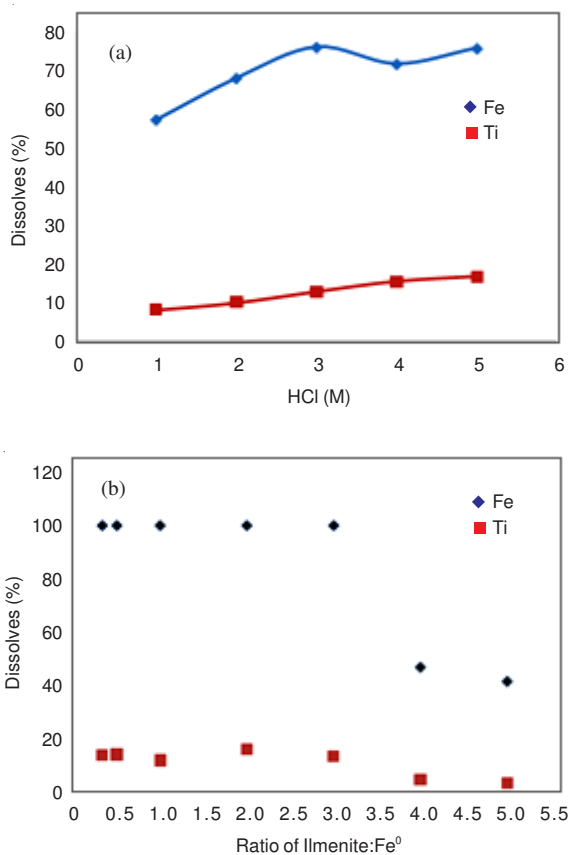 (a)
80
70
60
50
40
30
20
10
0
Dissolves (%)
Fe
Ti
0 1 2 3 4 5 6
HCl (M)
(b)
120
100
80
60
40
20
0
Dissolves (%)
Fe
Ti
0 0.5 1.0 1.5 2.0 2.5 3.0 3.5 4.0 4.5 5.0 5.5
Ratio of Ilmenite:Fe⁰